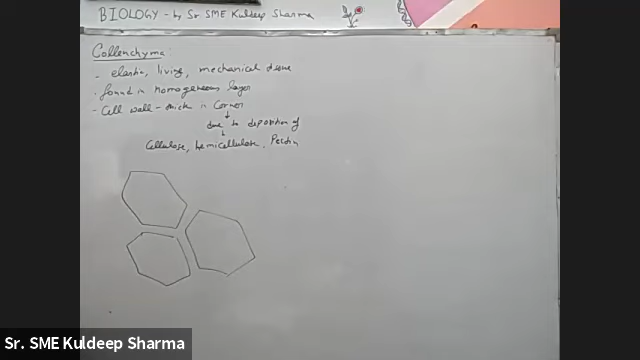 BIOLOGY - by Sr SME Kuldeep Sharma
Collenchyma:
- elastic, living, mechanical tissue
- found in homogeneous layer
- Cell wall - thick in Corner
due to deposition of
Cellulose, hemicellulose, Pectin
Sr. SME Kuldeep Sharma